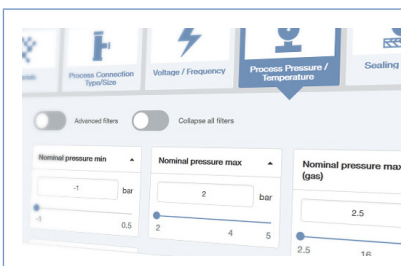 Process Connection
Type/Size
Voltage / Frequency
Process Pressure /
Temperature
Sealing
Advanced filters
Collapse all filters
Nominal pressure min
-1
bar
-1
0.5
Nominal pressure max
2
bar
2
4
5
Nominal pressure max
(gas)
2.5
2.5
16